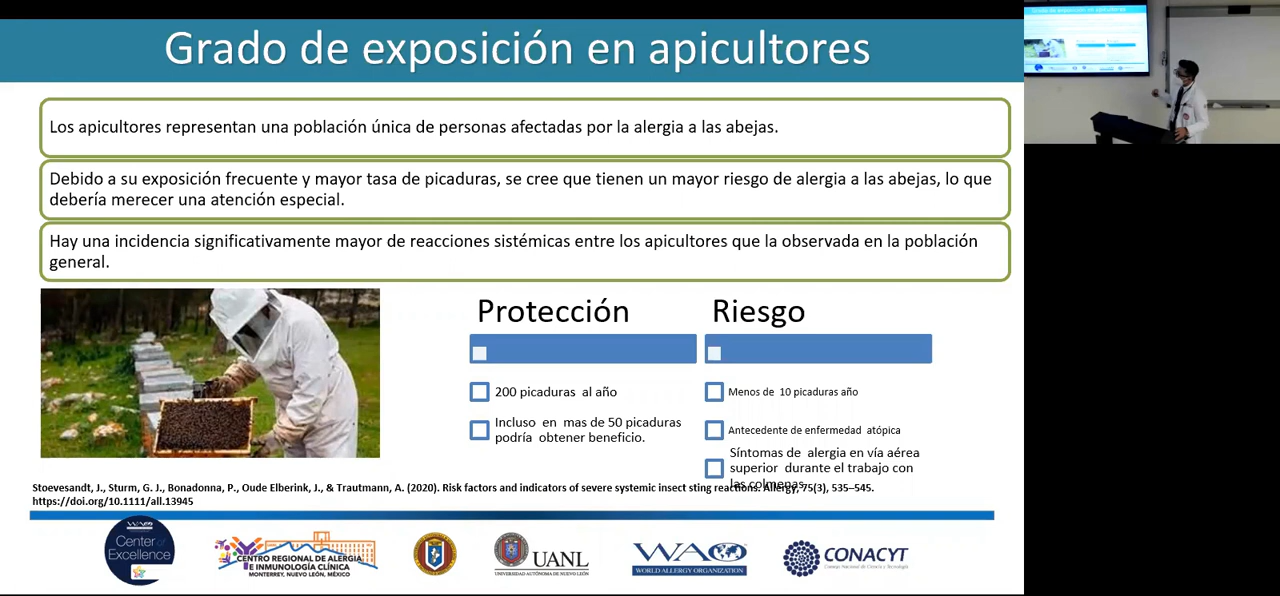 Grado de exposición en apicultores
Los apicultores representan una población única de personas afectadas por la alergia a las abejas.
Debido a su exposición frecuente y mayor tasa de picaduras, se cree que tienen un mayor riesgo de alergia a las abejas, lo que
debería merecer una atención especial.
Hay una incidencia significativamente mayor de reacciones sistémicas entre los apicultores que la observada en la población
general.
Protección
200 picaduras al año
Incluso en mas de 50 picaduras
podría obtener beneficio.
Riesgo
Menos de 10 picaduras año
Antecedente de enfermedad atópica
Síntomas de alergia en vía aérea
superior durante el trabajo con
las colmenas
Stoevesandt, J., Sturm, G. J., Bonadonna, P., Oude Elberink, J., & Trautmann, A. (2020). Risk factors and indicators of severe systemic insect sting reactions. Allergy, 75(3), 535–545.
https://doi.org/10.1111/all.13945
Center of
Excellence
CENTRO REGIONAL DE ALERGIA
E INMUNOLOGÍA CLÍNICA
MONTERREY, NUEVO LEÓN, MÉXICO
UANL
UNIVERSIDAD AUTÓNOMA DE NUEVO LEÓN
WAO
WORLD ALLERGY ORGANIZATION
CONACYT
Consejo Nacional de Ciencia y Tecnología